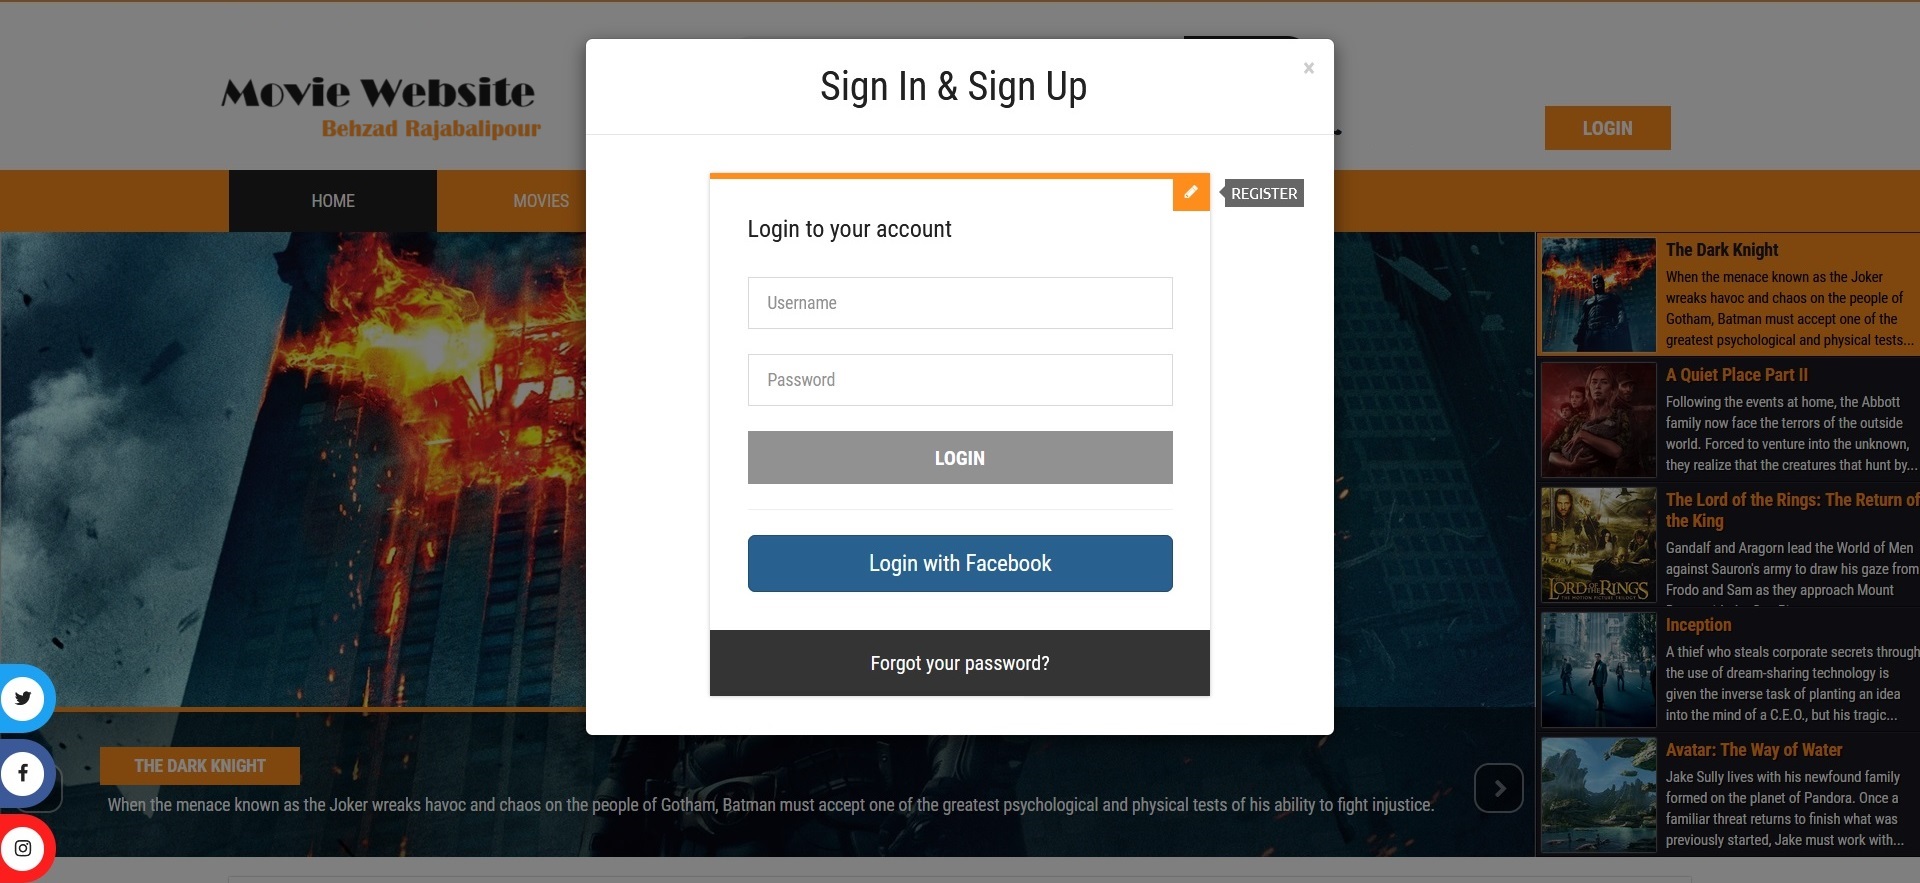 Movie Website
Behzad Rajabalipour
LOGIN
HOME
MOVIES
Sign In & Sign Up
×
REGISTER
Login to your account
Username
Password
LOGIN
Login with Facebook
Forgot your password?
THE DARK KNIGHT
When the menace known as the Joker wreaks havoc and chaos on the people of Gotham, Batman must accept one of the greatest psychological and physical tests of his ability to fight injustice.
The Dark Knight
When the menace known as the Joker
wreaks havoc and chaos on the people of
Gotham, Batman must accept one of the
greatest psychological and physical tests...
A Quiet Place Part II
Following the events at home, the Abbott
family now face the terrors of the outside
world. Forced to venture into the unknown,
they realize that the creatures that hunt by...
LORD OF THE RINGS
THE MOTION PICTURE TRILOGY
The Lord of the Rings: The Return of
the King
Gandalf and Aragorn lead the World of Men
against Sauron's army to draw his gaze from
Frodo and Sam as they approach Mount
Inception
A thief who steals corporate secrets through
the use of dream-sharing technology is
given the inverse task of planting an idea
into the mind of a C.E.O., but his tragic...
Avatar: The Way of Water
Jake Sully lives with his newfound family
formed on the planet of Pandora. Once a
familiar threat returns to finish what was
previously started, Jake must work with...